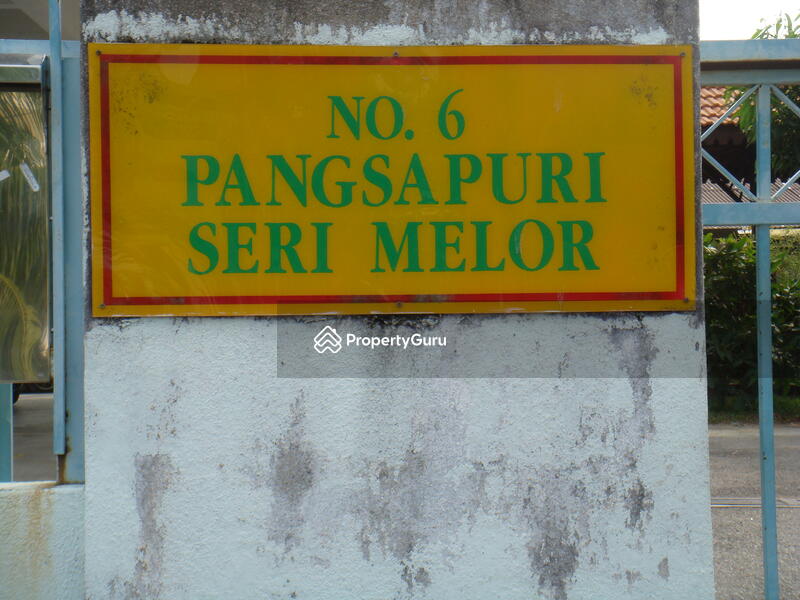 NO. 6
PANGSAPURI
SERI MELOR
PropertyGuru